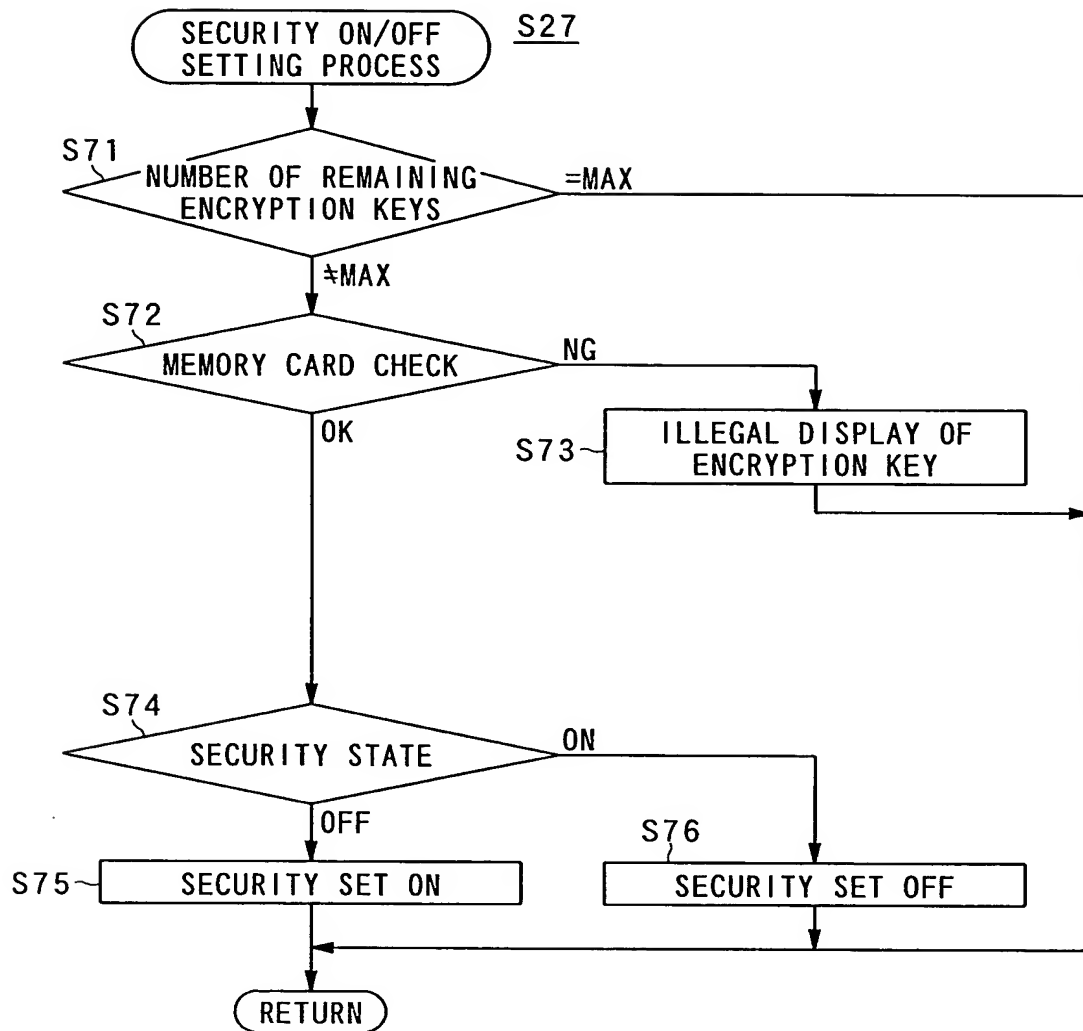 SECURITY ON/OFF
SETTING PROCESS
S27
S71
NUMBER OF REMAINING
ENCRYPTION KEYS
=MAX
≠MAX
S72
MEMORY CARD CHECK
NG
OK
S73
ILLEGAL DISPLAY OF
ENCRYPTION KEY
S74
SECURITY STATE
ON
OFF
S75
SECURITY SET ON
S76
SECURITY SET OFF
RETURN